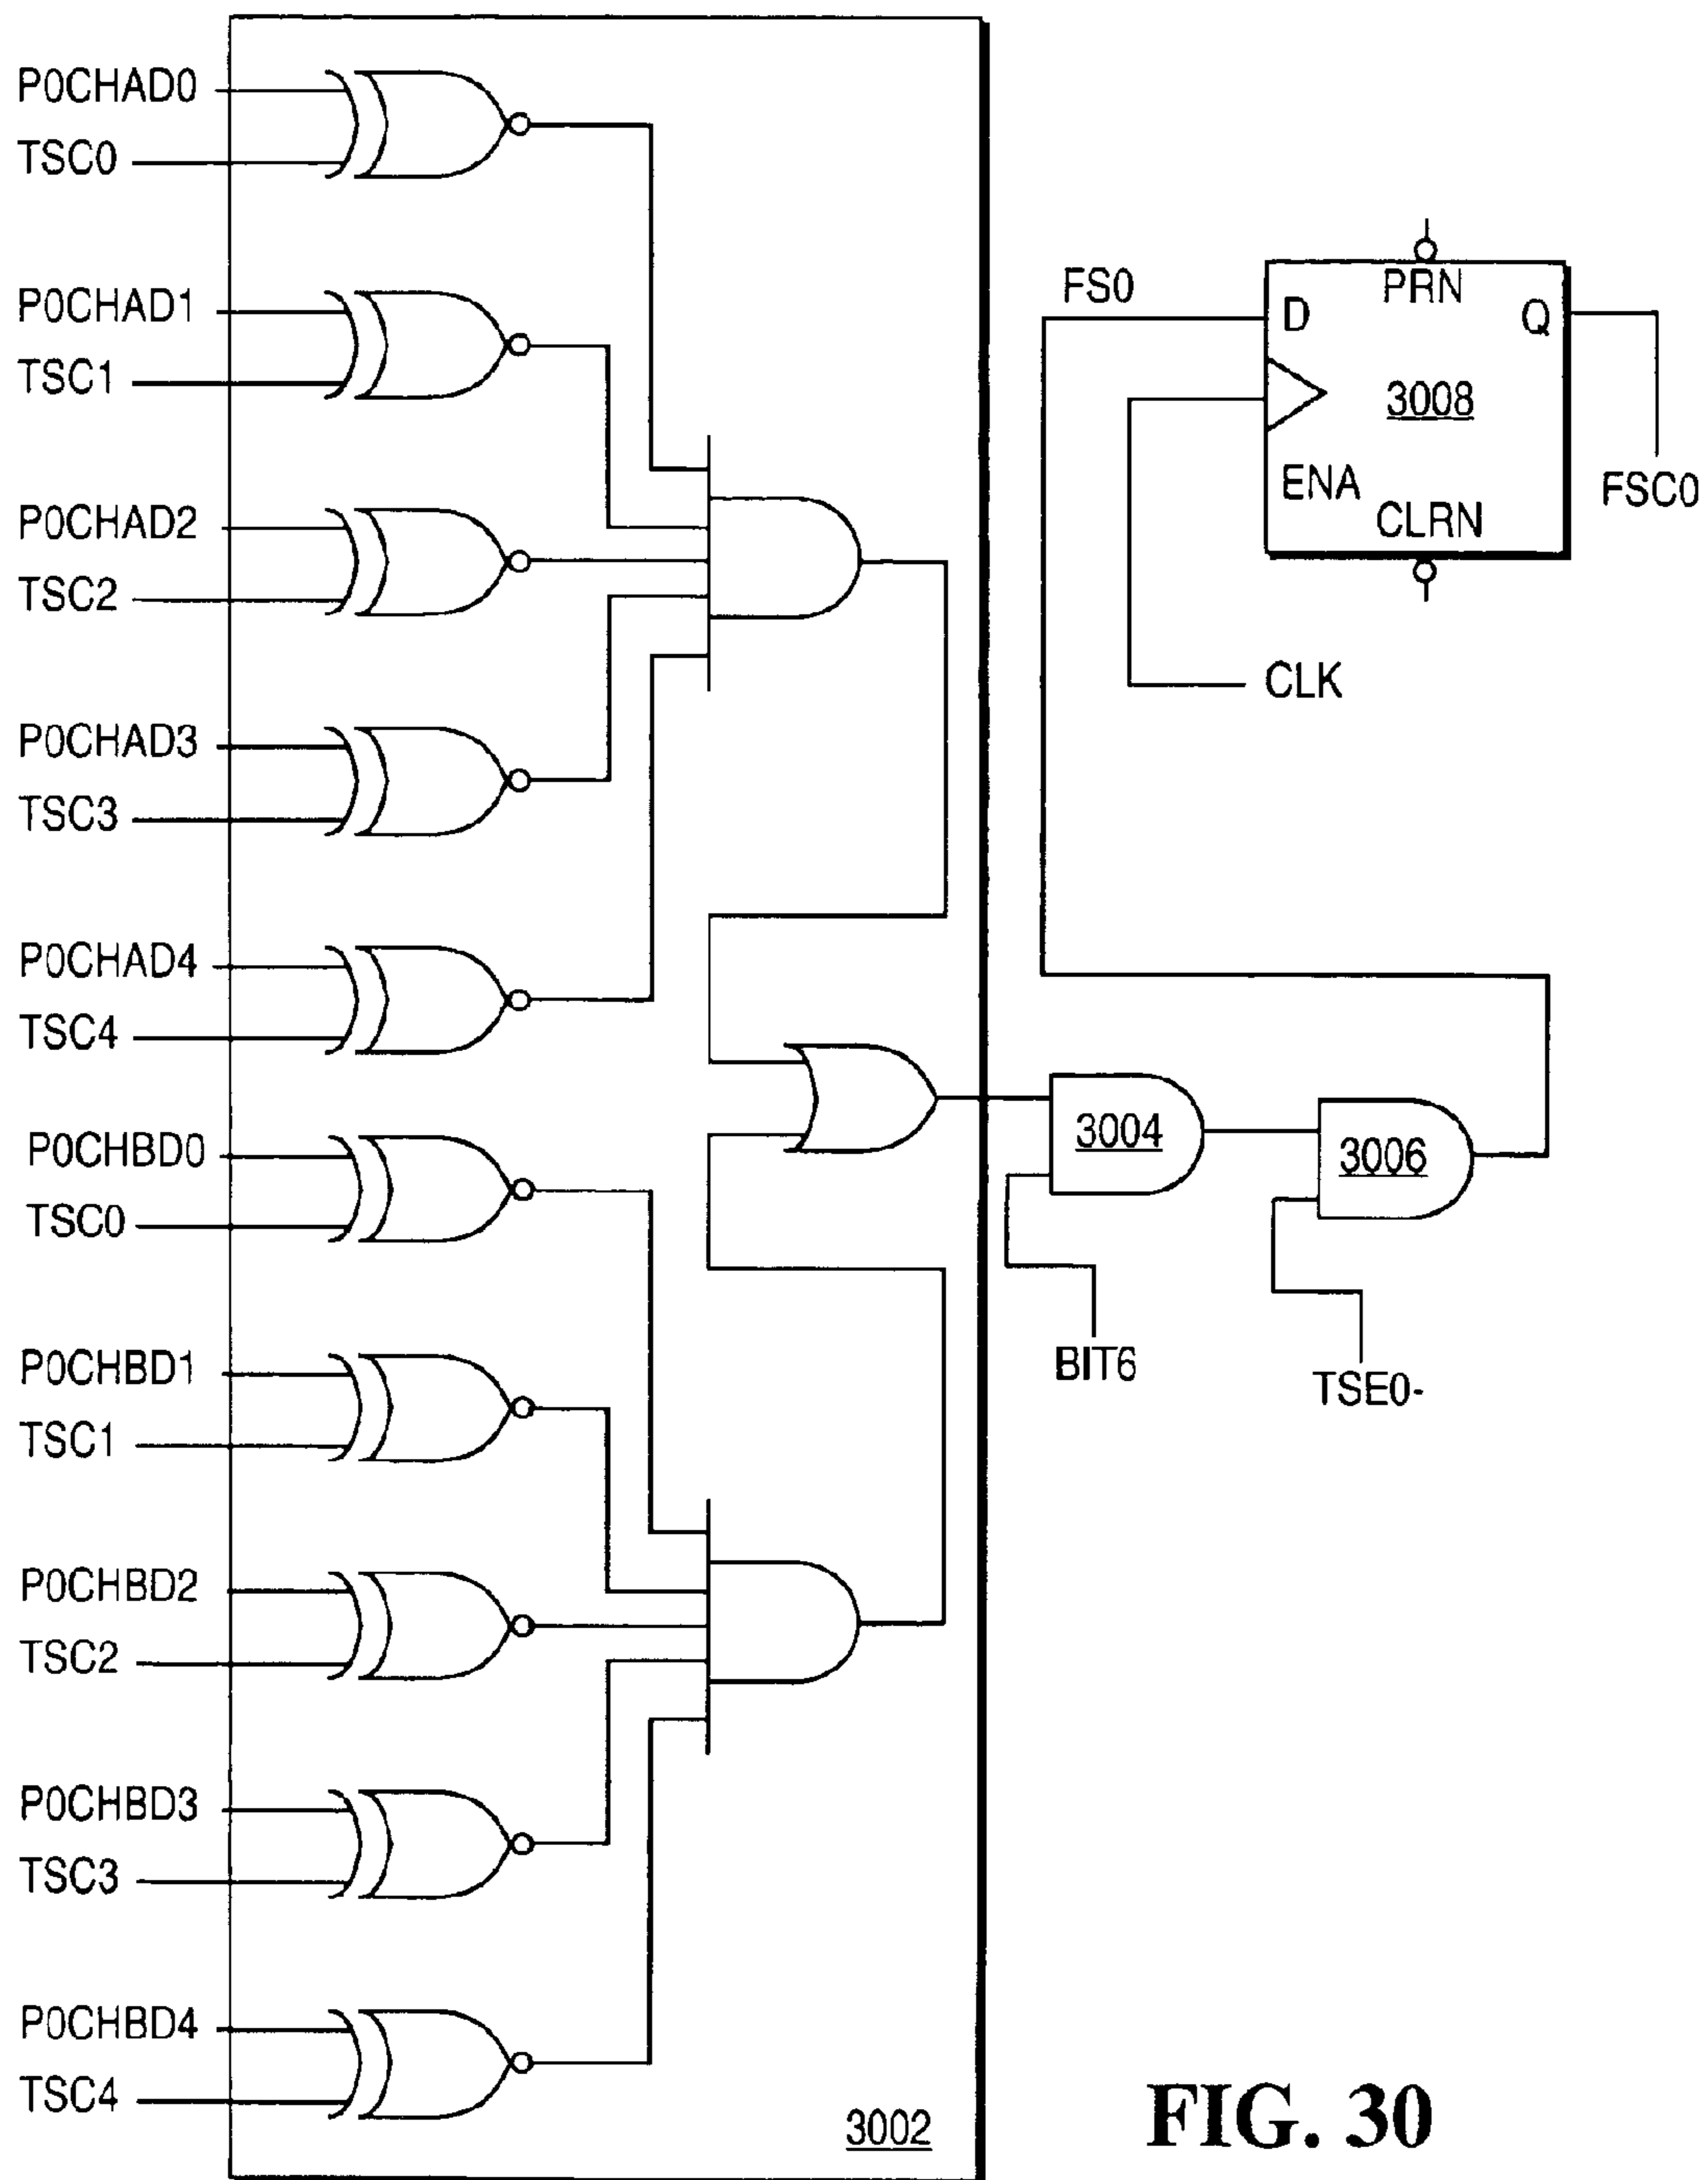 P0CHAD0
TSC0
P0CHAD1
TSC1
P0CHAD2
TSC2
P0CHAD3
TSC3
P0CHAD4
TSC4
P0CHBD0
TSC0
P0CHBD1
TSC1
P0CHBD2
TSC2
P0CHBD3
TSC3
P0CHBD4
TSC4
3002
3004
BIT6
3006
TSE0-
FS0
PRN
D
Q
3008
ENA
CLRN
FSC0
CLK
FIG. 30